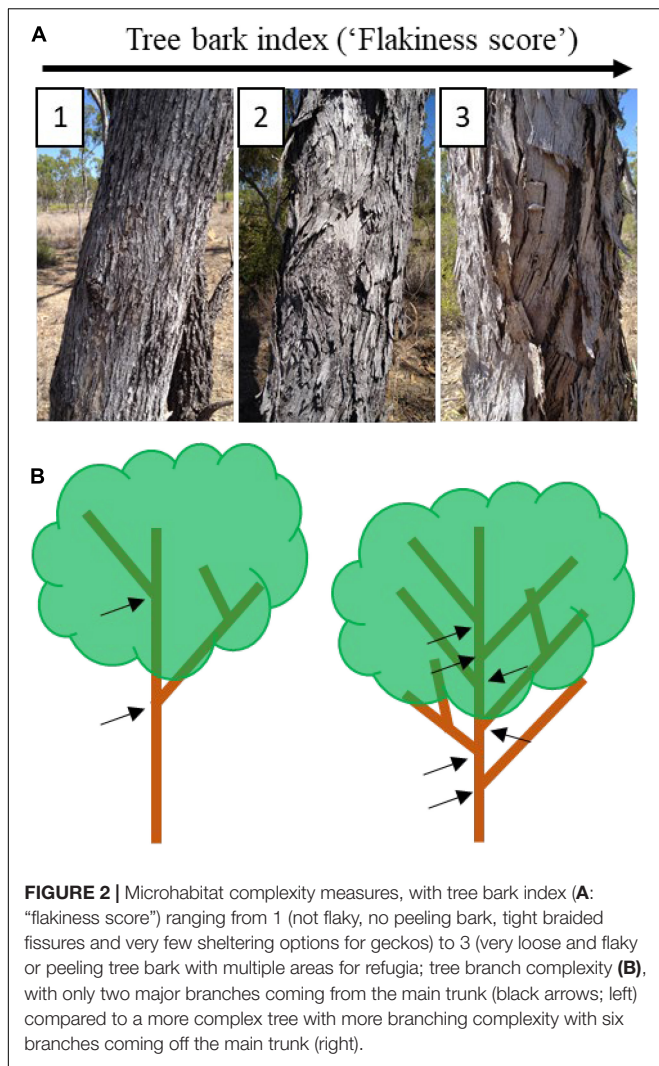 A
Tree bark index (‘Flakiness score’)
1
2
3
B
FIGURE 2 | Microhabitat complexity measures, with tree bark index (A:
“flakiness score”) ranging from 1 (not flaky, no peeling bark, tight braided
fissures and very few sheltering options for geckos) to 3 (very loose and flaky
or peeling tree bark with multiple areas for refugia; tree branch complexity (B),
with only two major branches coming from the main trunk (black arrows; left)
compared to a more complex tree with more branching complexity with six
branches coming off the main trunk (right).